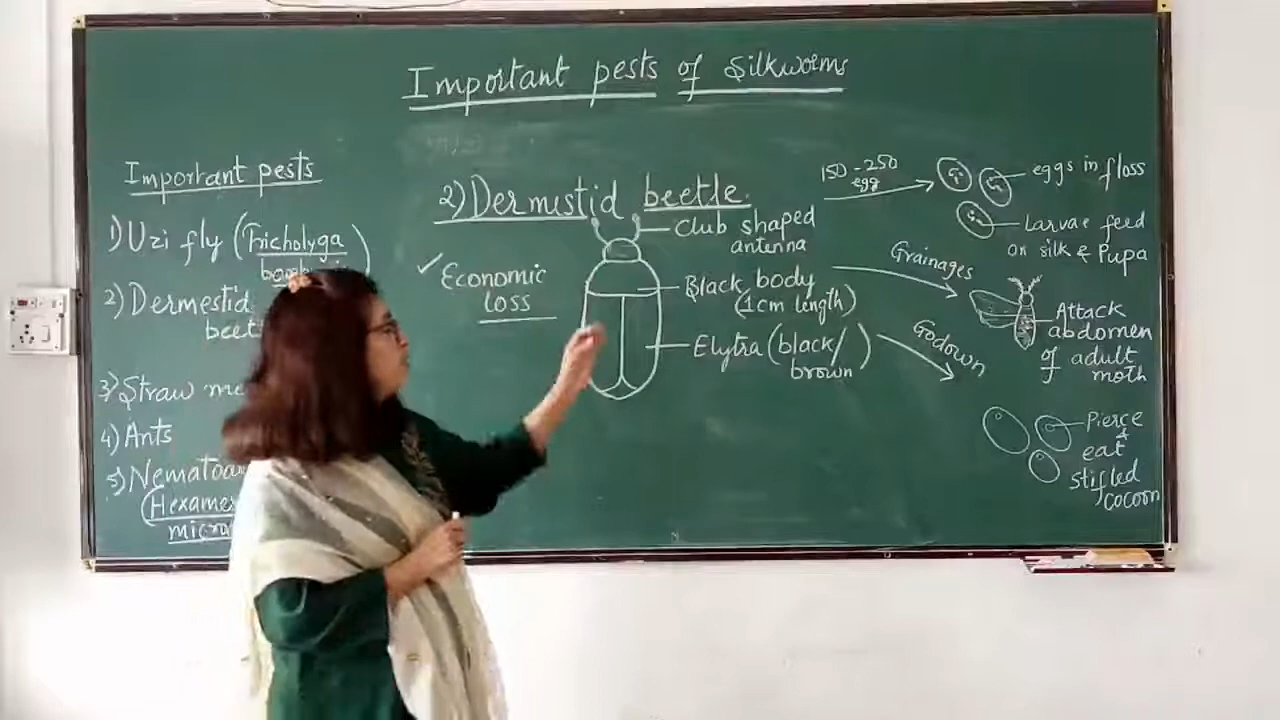 Important pests of Silkworms
Important pests
1) Uzi fly (Tricholyga
2) Dermestid
3) Straw
4) Ants
5)
2) Dermestid beetle
Economic
loss
Club shaped
antenna
Black body
(1cm length)
Elytra (black/
brown)
150-250
egg
eggs in floss
Larvae feed
on silk & Pupa
Grainages
Attack
abdomen
of adult
moth
Godown
Pierce
&
eat
stifled
cocoon